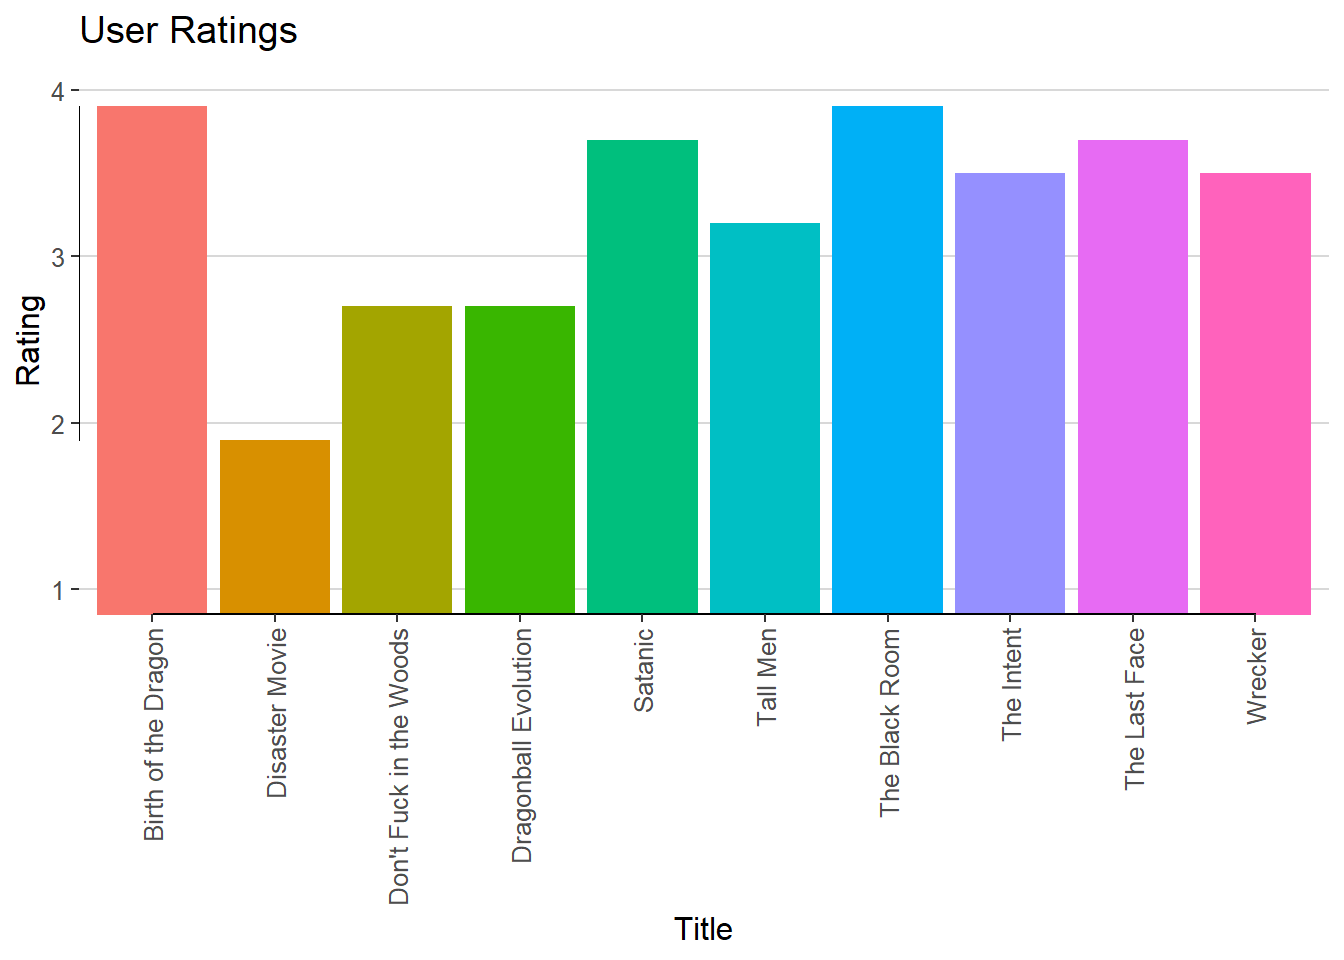 User Ratings
4
3
2
1
Rating
Birth of the Dragon
Disaster Movie
Don't Fuck in the Woods
Dragonball Evolution
Satanic
Tall Men
The Black Room
The Intent
The Last Face
Wrecker
Title